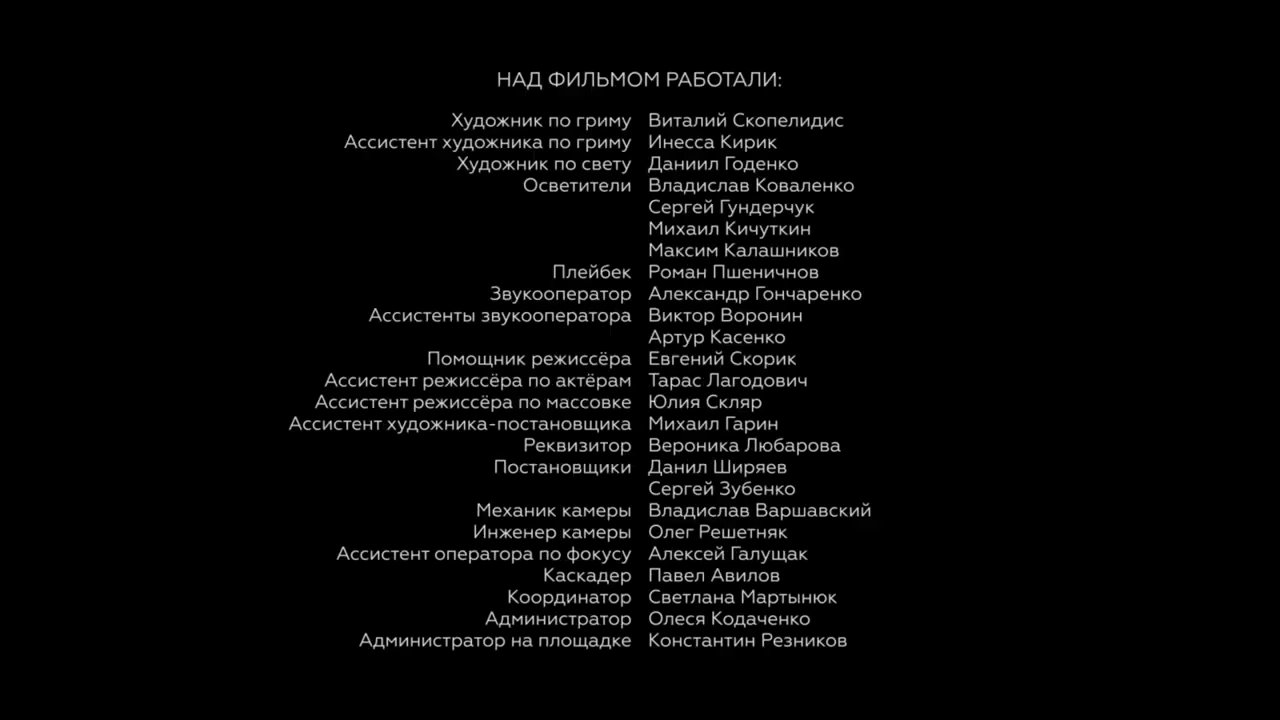 НАД ФИЛЬМОМ РАБОТАЛИ:
Художник по гриму Виталий Скопелидис
Ассистент художника по гриму Инесса Кирик
Художник по свету Даниил Годенко
Осветители Владислав Коваленко
Сергей Гундерчук
Михаил Кичуткин
Максим Калашников
Плейбек Роман Пшеничнов
Звукооператор Александр Гончаренко
Ассистенты звукооператора Виктор Воронин
Артур Касенко
Помощник режиссёра Евгений Скорик
Ассистент режиссёра по актёрам Тарас Лагодович
Ассистент режиссёра по массовке Юлия Скляр
Ассистент художника-постановщика Михаил Гарин
Реквизитор Вероника Любарова
Постановщики Данил Ширяев
Сергей Зубенко
Механик камеры Владислав Варшавский
Инженер камеры Олег Решетняк
Ассистент оператора по фокусу Алексей Галущак
Каскадер Павел Авилов
Координатор Светлана Мартынюк
Администратор Олеся Кодаченко
Администратор на площадке Константин Резников